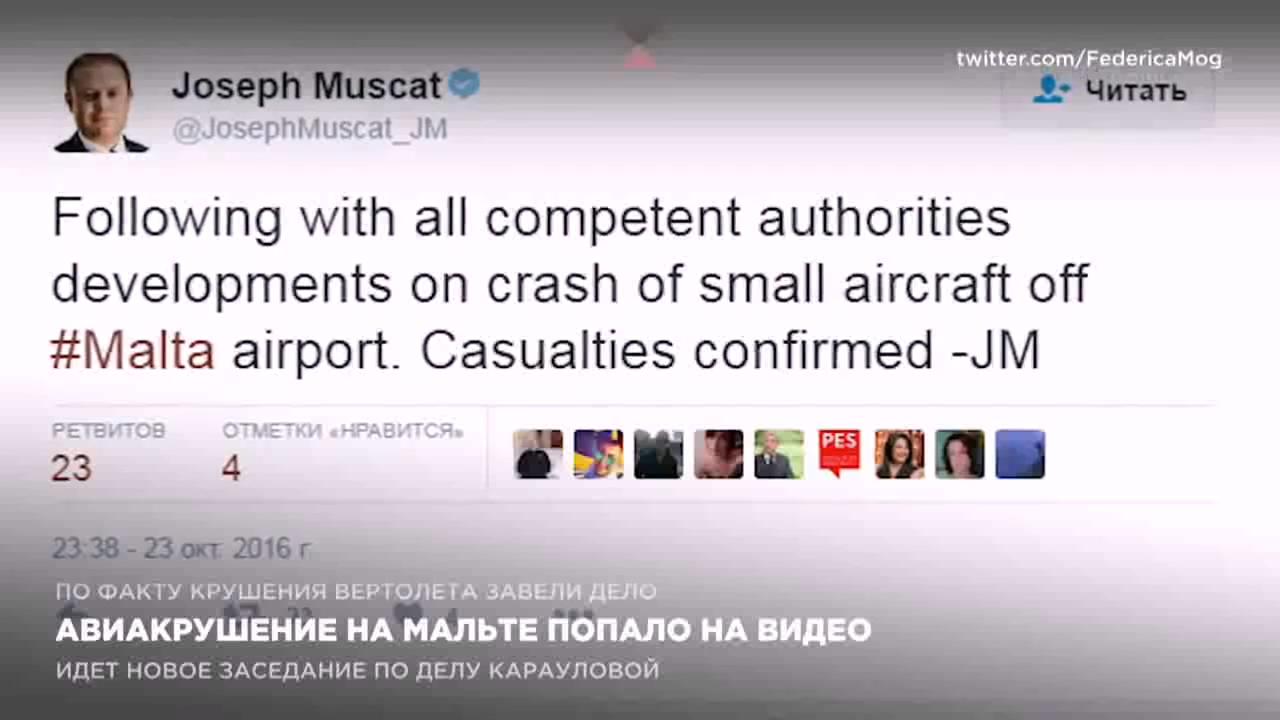 twitter.com/FedericaMog
Joseph Muscat
@JosephMuscat_JM
Читать
Following with all competent authorities
developments on crash of small aircraft off
#Malta airport. Casualties confirmed -JM
РЕТВИТОВ
ОТМЕТКИ «НРАВИТСЯ»
23
4
PES
23:38 - 23 окт. 2016 г.
ПО ФАКТУ КРУШЕНИЯ ВЕРТОЛЕТА ЗАВЕЛИ ДЕЛО
АВИАКРУШЕНИЕ НА МАЛЬТЕ ПОПАЛО НА ВИДЕО
ИДЕТ НОВОЕ ЗАСЕДАНИЕ ПО ДЕЛУ КАРАУЛОВОЙ